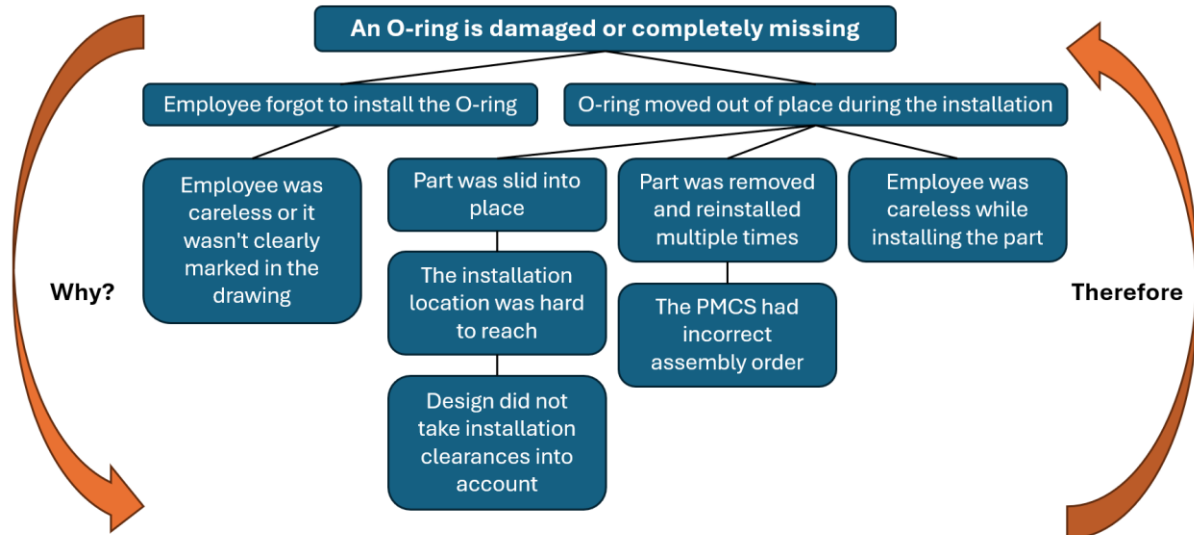 An O-ring is damaged or completely missing
Employee forgot to install the O-ring
O-ring moved out of place during the installation
Employee was
careless or it
wasn't clearly
marked in the
drawing
Part was slid into
place
Part was removed
and reinstalled
multiple times
Employee was
careless while
installing the part
Why?
The installation
location was hard
to reach
The PMCS had
incorrect
assembly order
Therefore
Design did not
take installation
clearances into
account